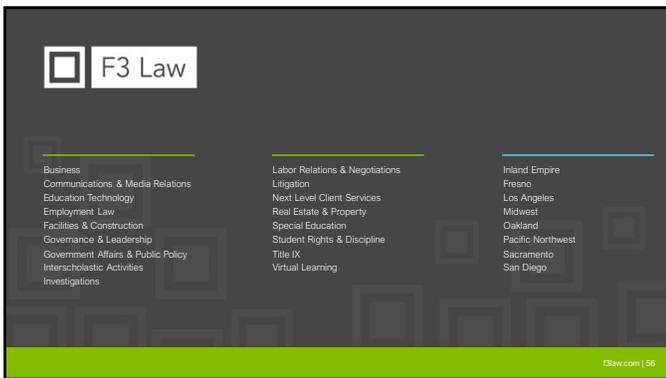 F3 Law
Business
Communications & Media Relations
Education Technology
Employment Law
Facilities & Construction
Governance & Leadership
Government Affairs & Public Policy
Interscholastic Activities
Investigations
Labor Relations & Negotiations
Litigation
Next Level Client Services
Real Estate & Property
Special Education
Student Rights & Discipline
Title IX
Virtual Learning
Inland Empire
Fresno
Los Angeles
Midwest
Oakland
Pacific Northwest
Sacramento
San Diego
f3law.com | 56